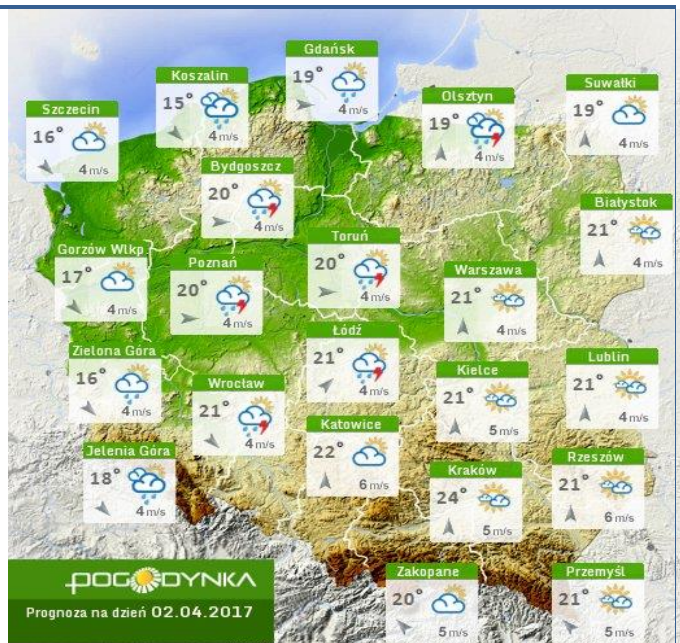 Gdańsk
19°
4 m/s
Koszalin
15°
4 m/s
Szczecin
16°
4 m/s
Olsztyn
19°
4 m/s
Suwałki
19°
4 m/s
Bydgoszcz
20°
4 m/s
Białystok
21°
4 m/s
Gorzów Wlkp
17°
4 m/s
Poznań
20°
4 m/s
Toruń
20°
4 m/s
Warszawa
21°
4 m/s
Zielona Góra
16°
4 m/s
Łódź
21°
4 m/s
Wrocław
21°
4 m/s
Kielce
21°
5 m/s
Lublin
21°
4 m/s
Jelenia Góra
18°
4 m/s
Katowice
22°
6 m/s
Kraków
24°
5 m/s
Rzeszów
21°
6 m/s
Zakopane
20°
5 m/s
Przemyśl
21°
5 m/s
POGODYNKA
Prognoza na dzień 02.04.2017